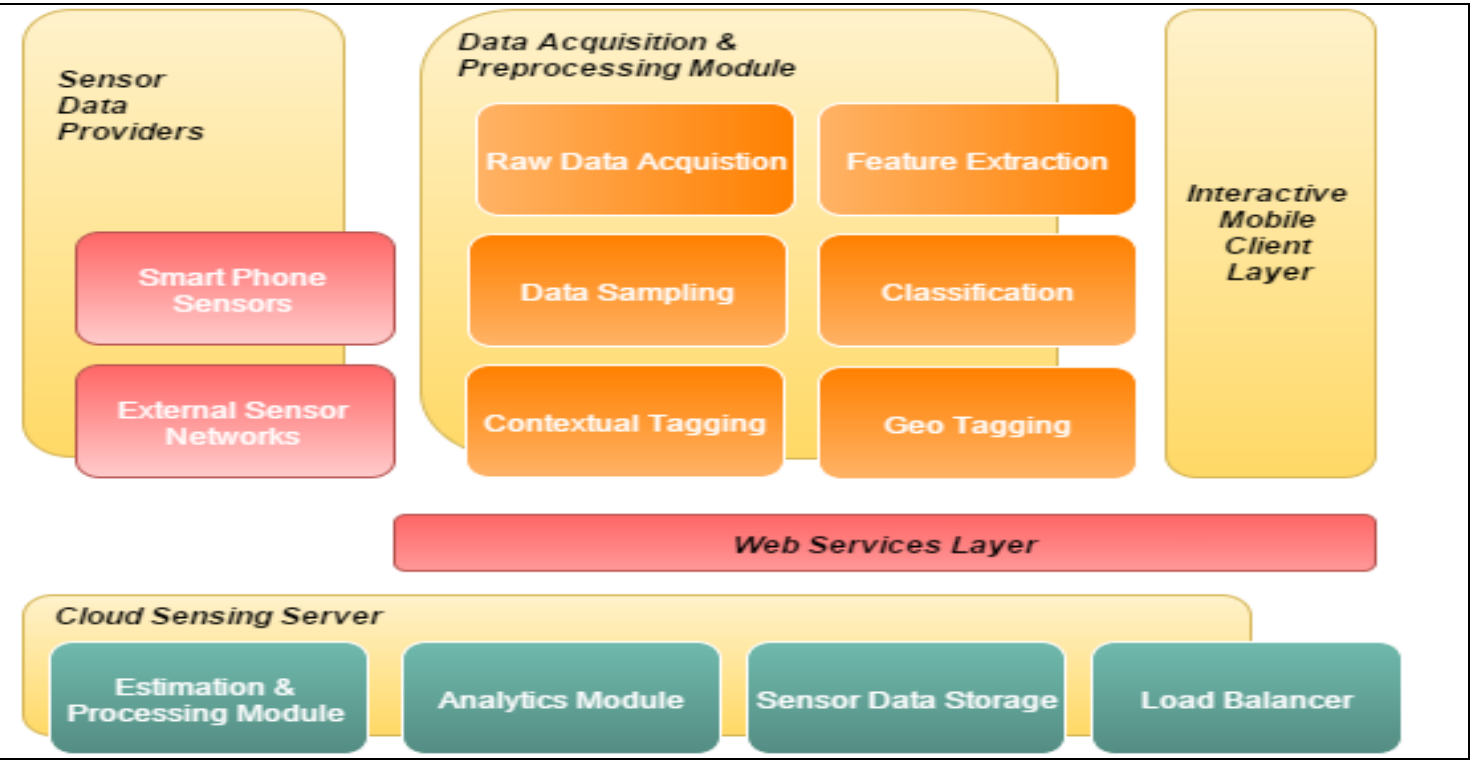 Sensor
Data
Providers
Smart Phone
Sensors
External Sensor
Networks
Data Acquisition &
Preprocessing Module
Raw Data Acquistion
Feature Extraction
Data Sampling
Classification
Contextual Tagging
Geo Tagging
Interactive
Mobile
Client
Layer
Web Services Layer
Cloud Sensing Server
Estimation &
Processing Module
Analytics Module
Sensor Data Storage
Load Balancer